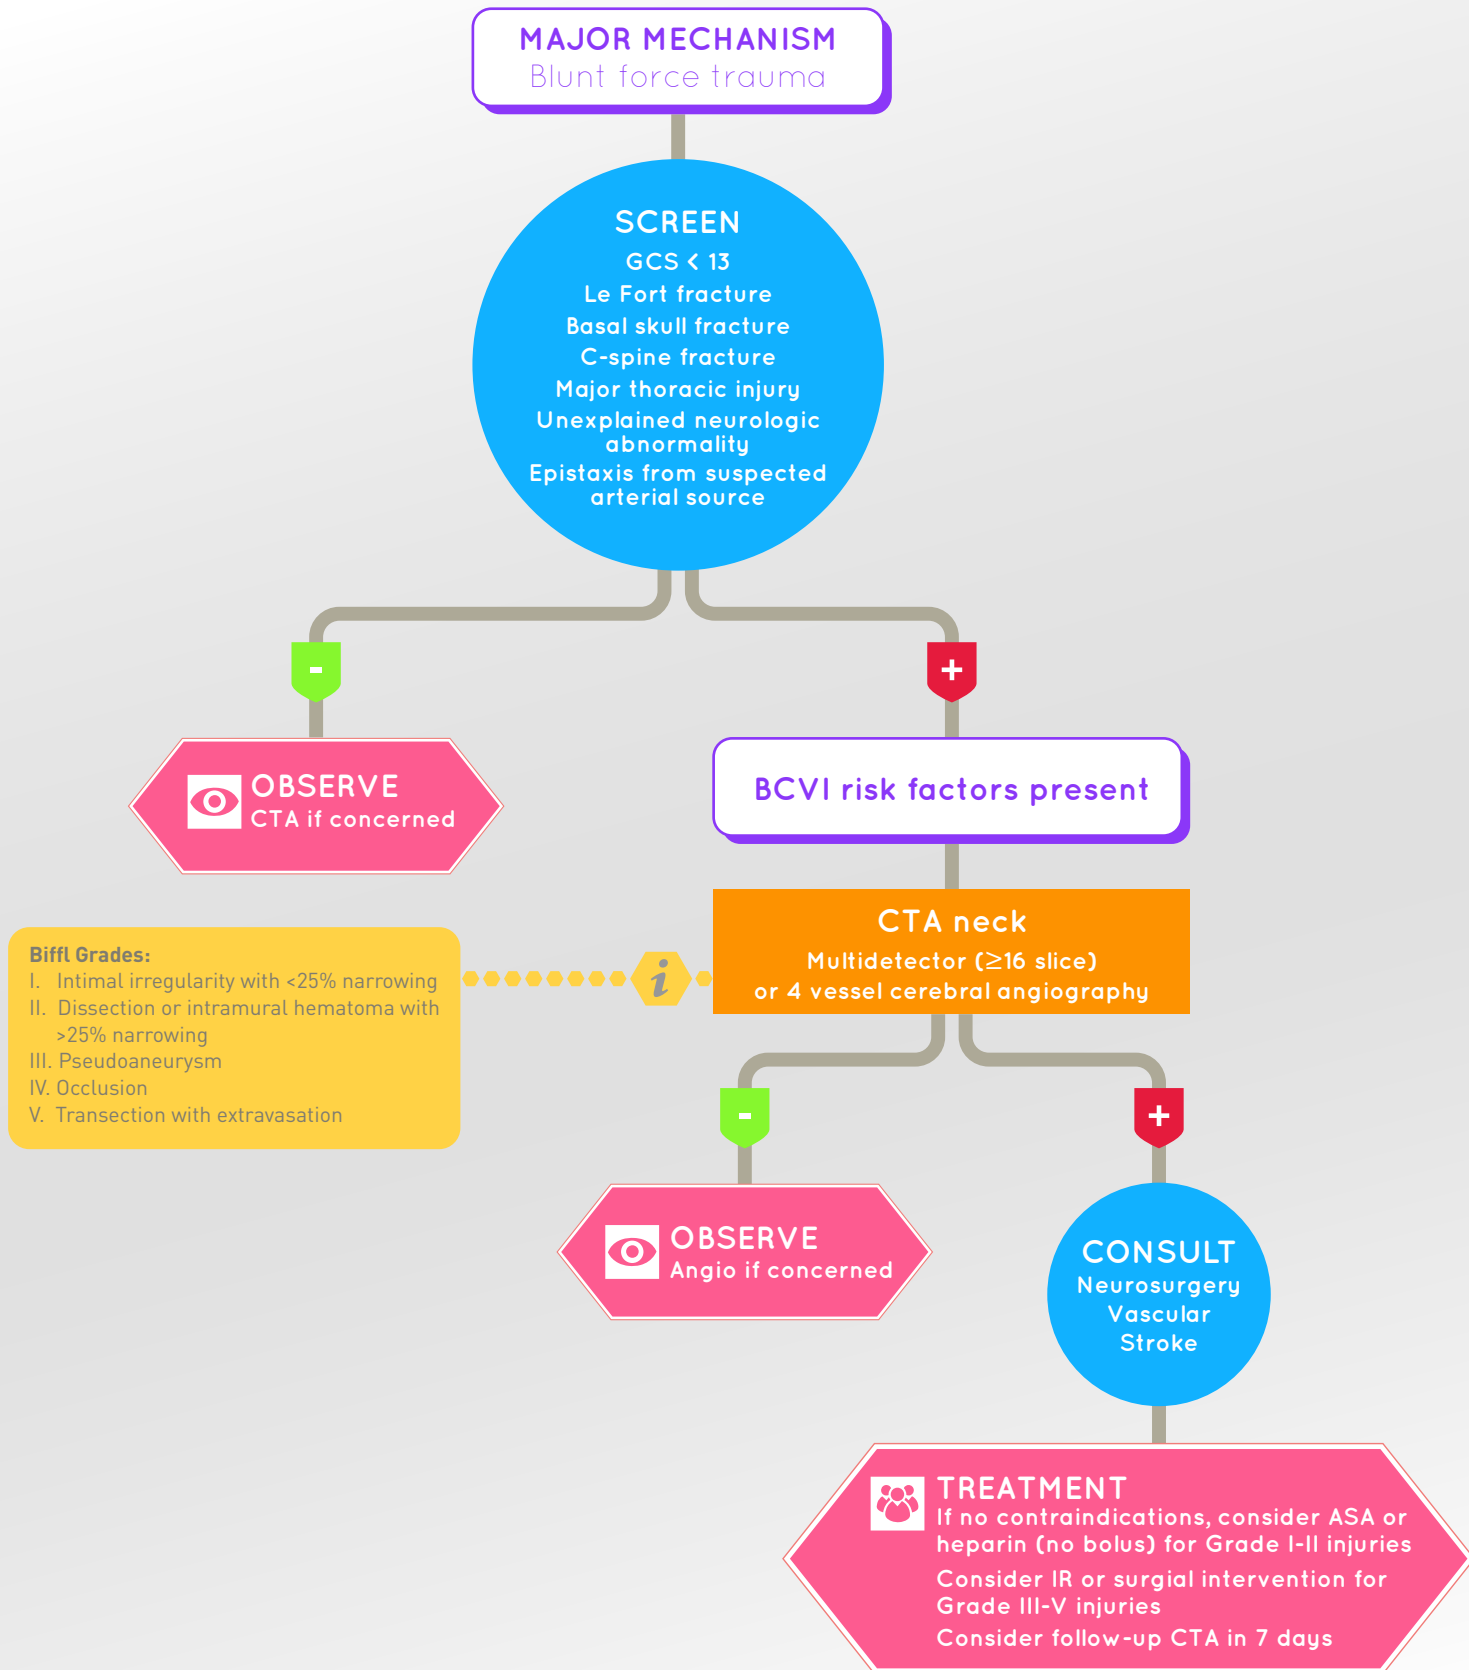 MAJOR MECHANISM
Blunt force trauma
SCREEN
GCS < 13
Le Fort fracture
Basal skull fracture
C-spine fracture
Major thoracic injury
Unexplained neurologic
abnormality
Epistaxis from suspected
arterial source
-
+
OBSERVE
CTA if concerned
BCVI risk factors present
CTA neck
Multidetector (≥16 slice)
or 4 vessel cerebral angiography
i
Biffl Grades:
I. Intimal irregularity with <25% narrowing
II. Dissection or intramural hematoma with
>25% narrowing
III. Pseudoaneurysm
IV. Occlusion
V. Transection with extravasation
-
+
OBSERVE
Angio if concerned
CONSULT
Neurosurgery
Vascular
Stroke
TREATMENT
If no contraindications, consider ASA or
heparin (no bolus) for Grade I-II injuries
Consider IR or surgial intervention for
Grade III-V injuries
Consider follow-up CTA in 7 days